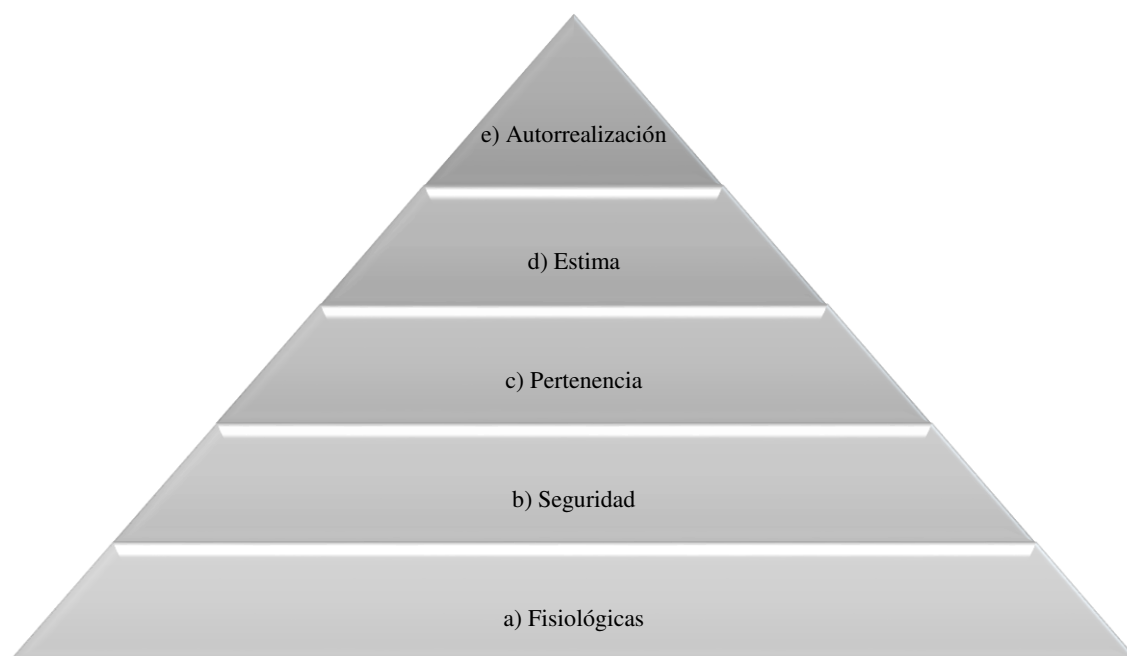 e) Autorrealización
d) Estima
c) Pertenencia
b) Seguridad
a) Fisiológicas